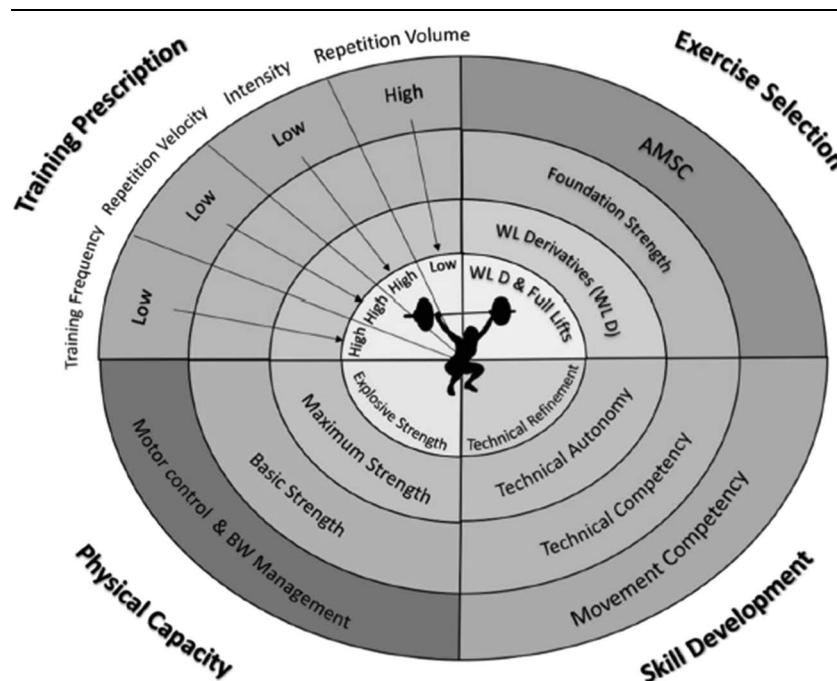 Training Prescription
Training Frequency
Repetition Velocity
Intensity
Repetition Volume
Low
Low
Low
High
High
High
High
Low
Exercise Selection
AMSC
Foundation Strength
WL Derivatives (WL D)
WL D & Full Lifts
Physical Capacity
Motor control & BW Management
Basic Strength
Maximum Strength
Explosive Strength
Skill Development
Technical Refinement
Technical Autonomy
Technical Competency
Movement Competency